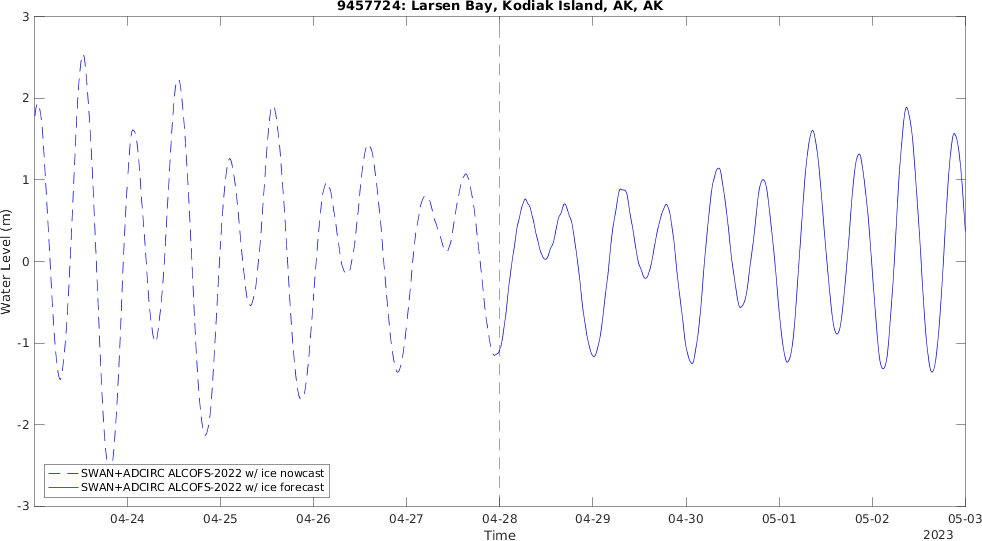 9457724: Larsen Bay, Kodiak Island, AK, AK
3
2
1
0
-1
-2
-3
Water Level (m)
SWAN+ADCIRC ALCOFS-2022 w/ ice nowcast
SWAN+ADCIRC ALCOFS-2022 w/ ice forecast
04-24 04-25 04-26 04-27 04-28 04-29 04-30 05-01 05-02 05-03
Time
2023